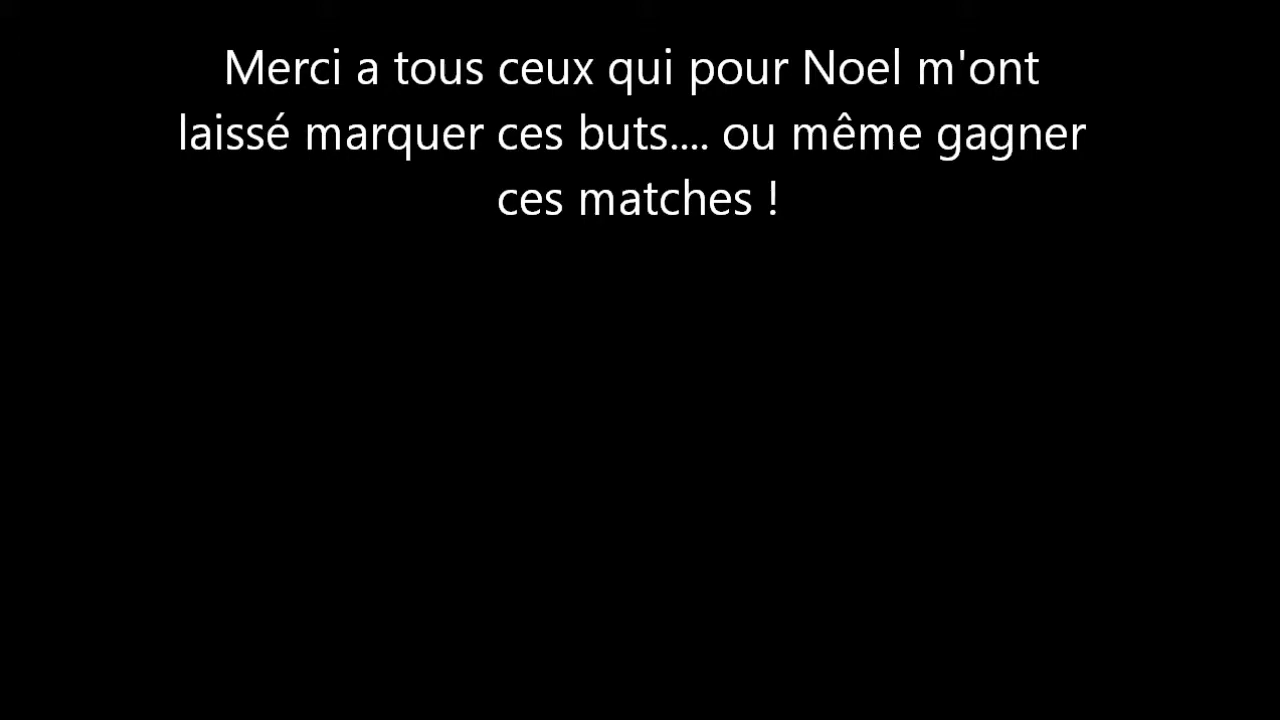 Merci a tous ceux qui pour Noel m'ont
laissé marquer ces buts.... ou même gagner
ces matches !